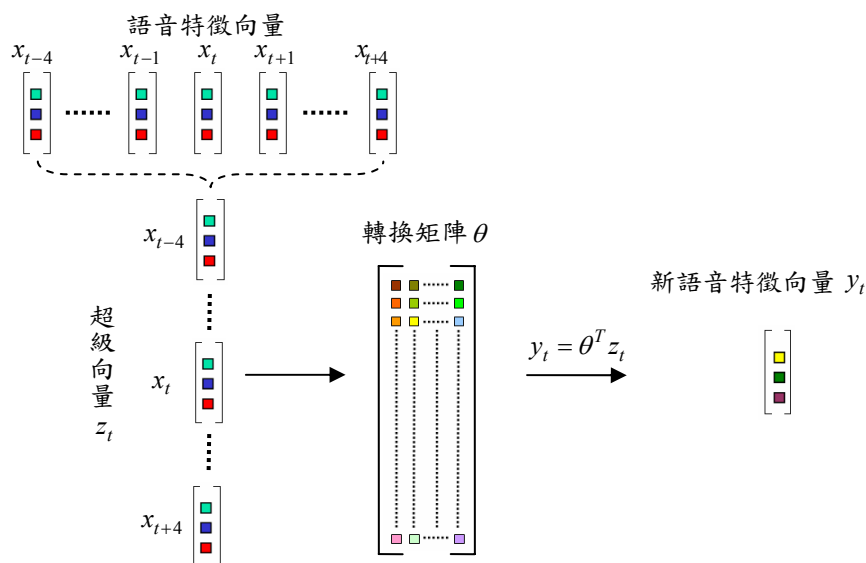 語音特徵向量
x_{t-4} x_{t-1} x_t x_{t+1} x_{t+4}
x_{t-4}
轉換矩陣 θ
新語音特徵向量 y_t
超級向量 z_t
x_t
y_t = θ^T z_t
x_{t+4}